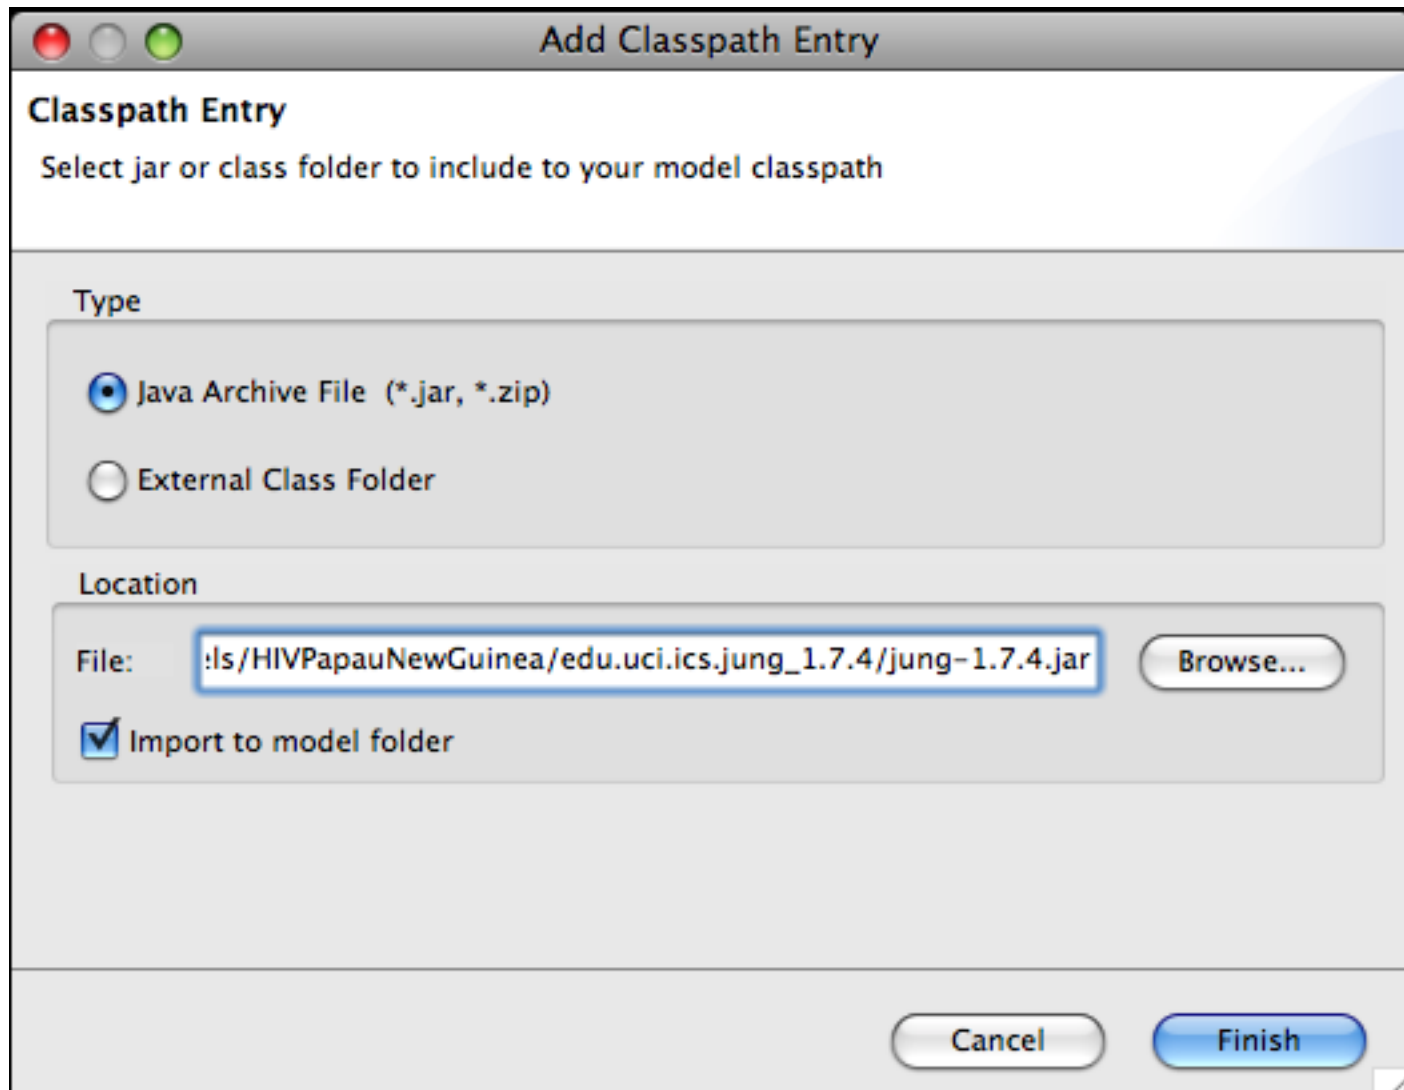 Add Classpath Entry
Classpath Entry
Select jar or class folder to include to your model classpath
Type
Java Archive File (*.jar, *.zip)
External Class Folder
Location
File: ls/HIVPapauNewGuinea/edu.uci.ics.jung_1.7.4/jung-1.7.4.jar Browse...
Import to model folder
Cancel Finish